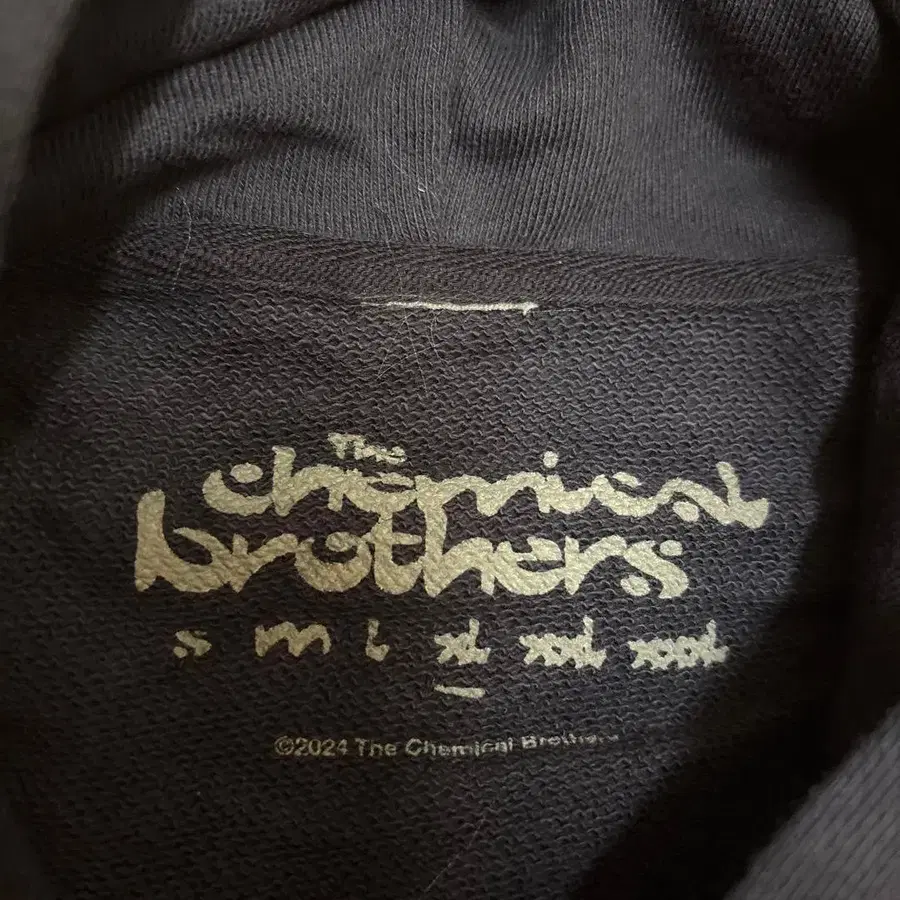 The
chemical
brothers
S M L XL XXL XXXL
©2024 The Chemical Brothers